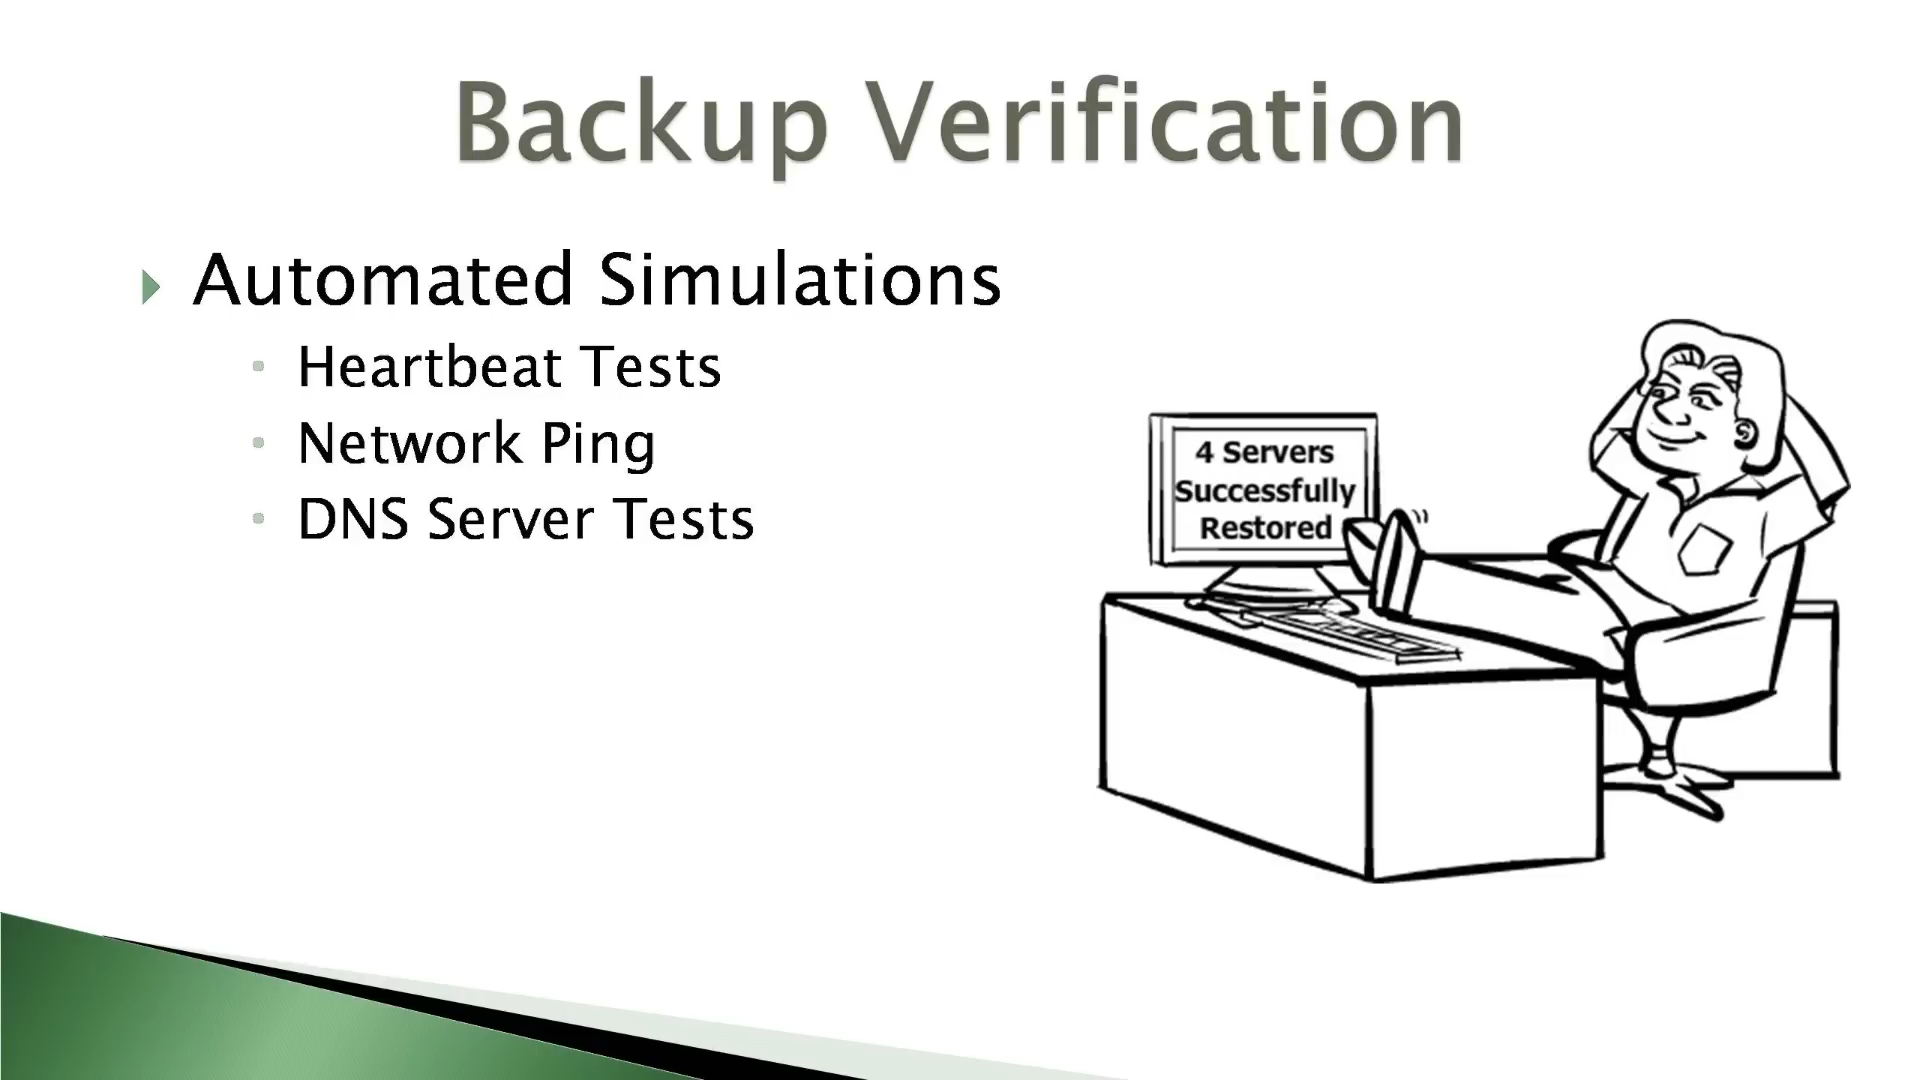 Backup Verification
Automated Simulations
Heartbeat Tests
Network Ping
DNS Server Tests
4 Servers
Successfully
Restored